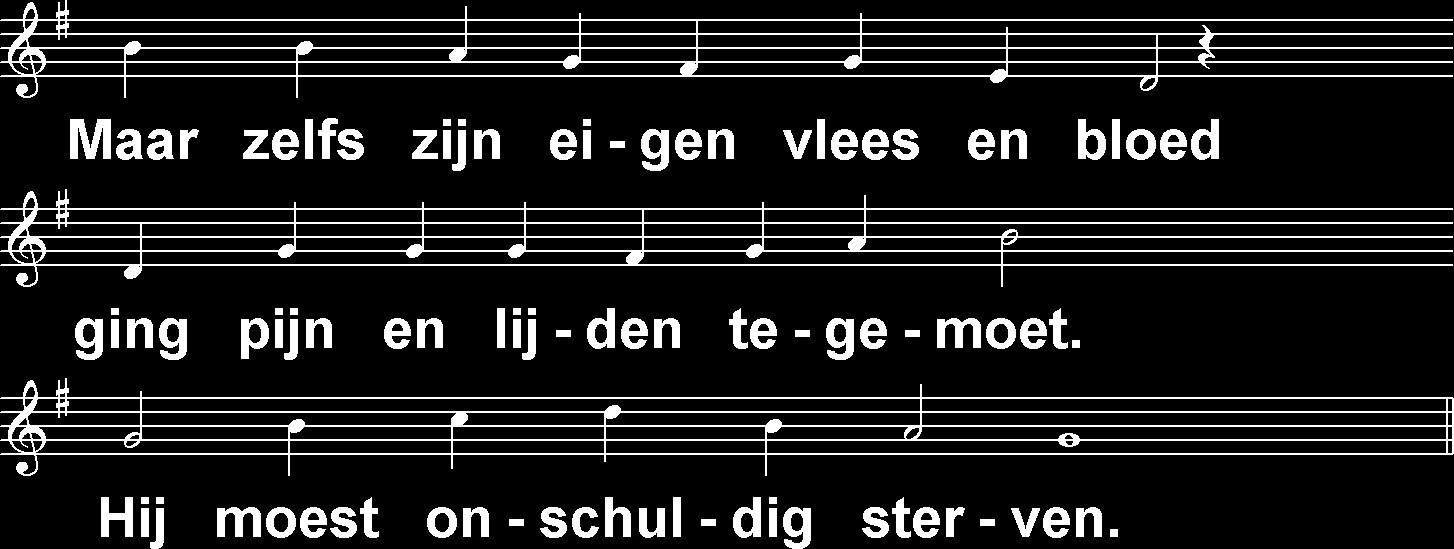 Maar zelfs zijn ei - gen vlees en bloed
ging pijn en lij - den te - ge - moet.
Hij moest on - schul - dig ster - ven.